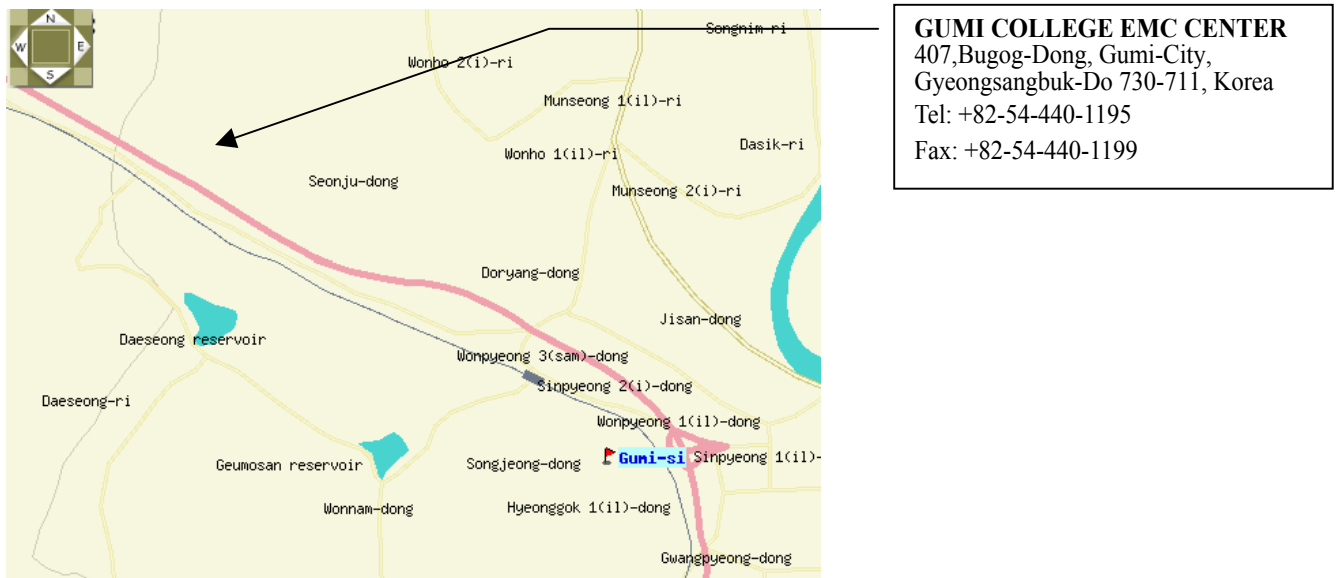 N
W
E
S
Songnim-ri
Wonho 2(i)-ri
Munseong 1(il)-ri
Dasik-ri
Wonho 1(il)-ri
Seonju-dong
Munseong 2(i)-ri
Doryang-dong
Jisan-dong
Daeseong reservoir
Wonpyeong 3(sam)-dong
Sinpyeong 2(i)-dong
Daeseong-ri
Wonpyeong 1(il)-dong
Geumosan reservoir
Songjeong-dong
Gumi-si
Sinpyeong 1(il)-
Wonnam-dong
Hyeonggok 1(il)-dong
Gwangpyeong-dong
GUMI COLLEGE EMC CENTER
407,Bugog-Dong, Gumi-City,
Gyeongsangbuk-Do 730-711, Korea
Tel: +82-54-440-1195
Fax: +82-54-440-1199